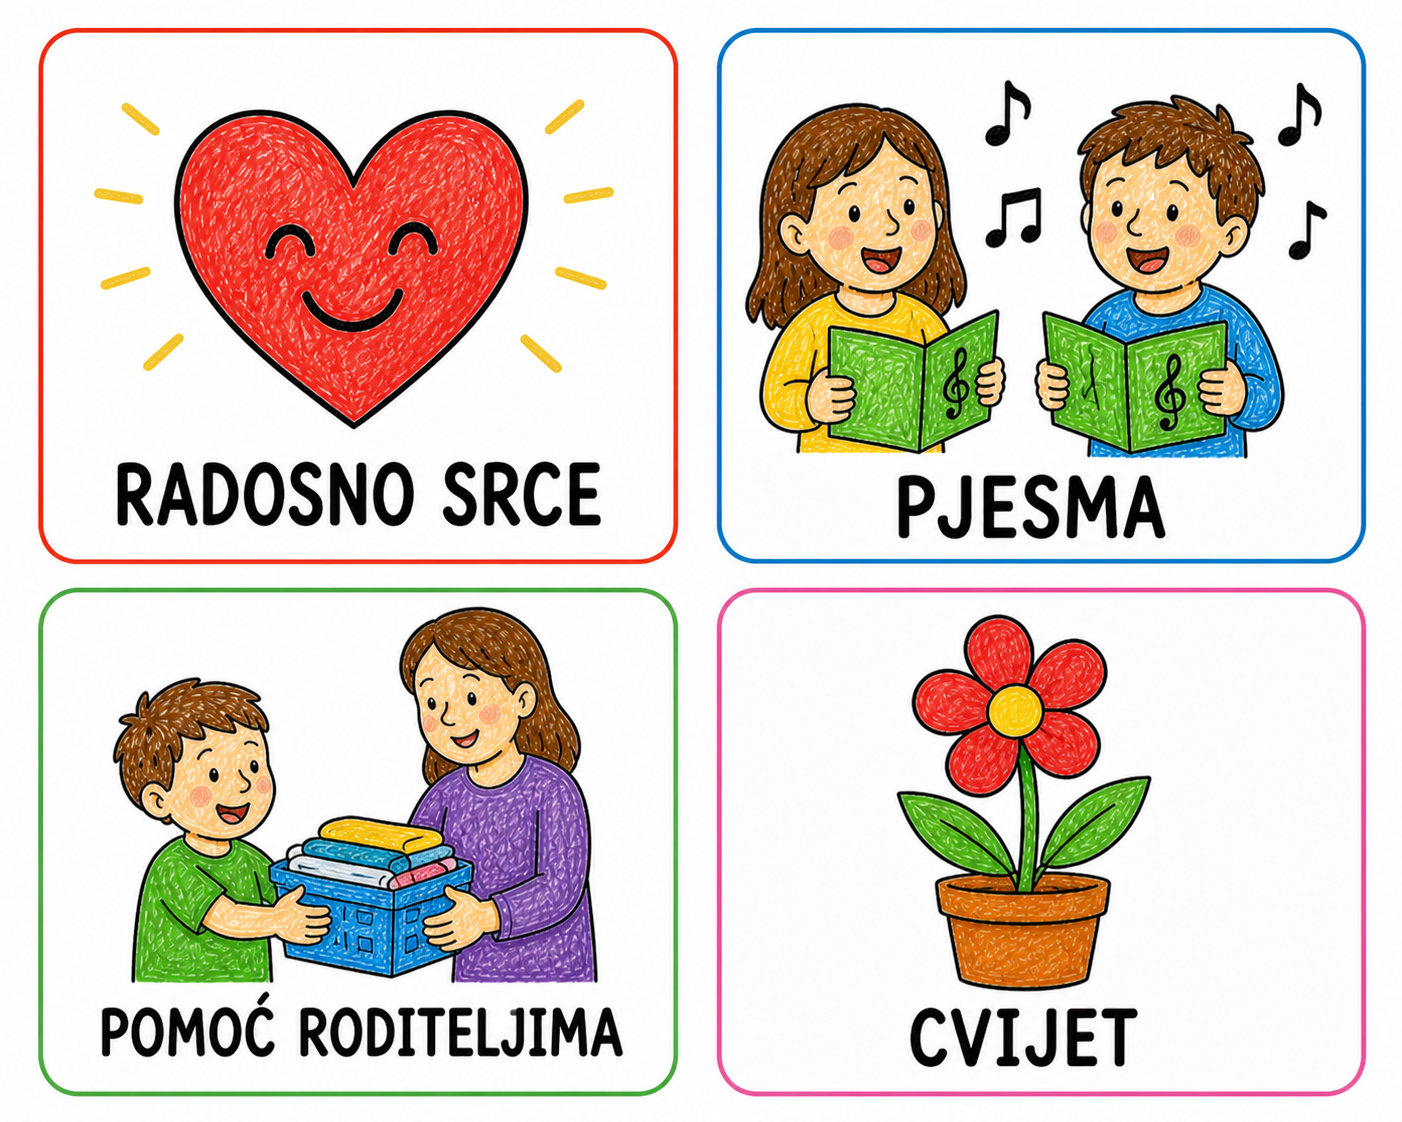 RADOSNO SRCE
PJESMA
POMOĆ RODITELJIMA
CVIJET